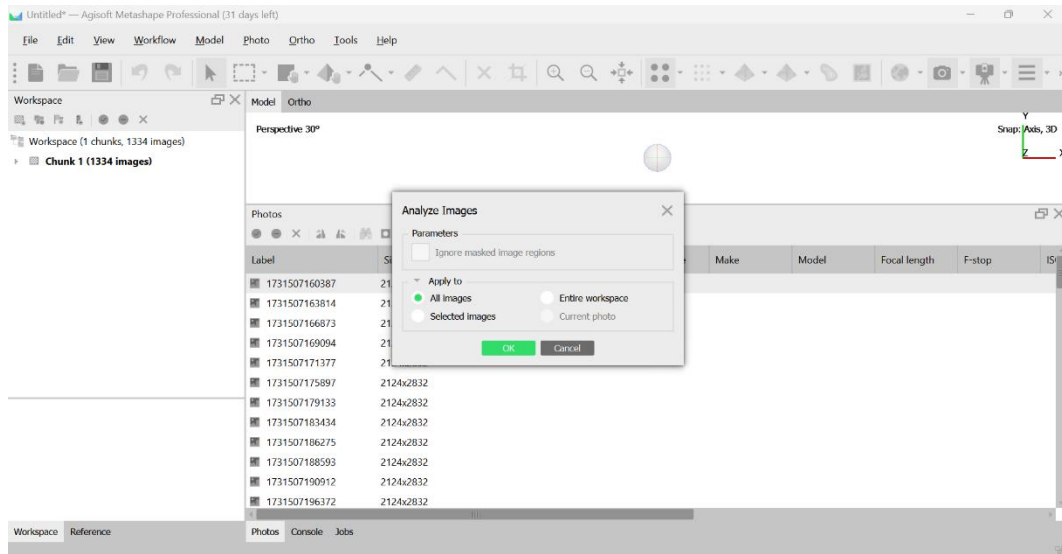 Untitled* — Agisoft Metashape Professional (31 days left)
File Edit View Workflow Model Photo Ortho Tools Help
Workspace
Workspace (1 chunks, 1334 images)
Chunk 1 (1334 images)
Model Ortho
Perspective 30°
Snap: Axis, 3D
Y
Z X
Photos
Label Make Model Focal length F-stop
1731507160387
1731507163814
1731507166873
1731507169094
1731507171377
1731507175897 2124x2832
1731507179133 2124x2832
1731507183434 2124x2832
1731507186275 2124x2832
1731507188593 2124x2832
1731507190912 2124x2832
1731507196372 2124x2832
Analyze Images
Parameters
Ignore masked image regions
Apply to
All images Entire workspace
Selected images Current photo
OK Cancel
Workspace Reference
Photos Console Jobs